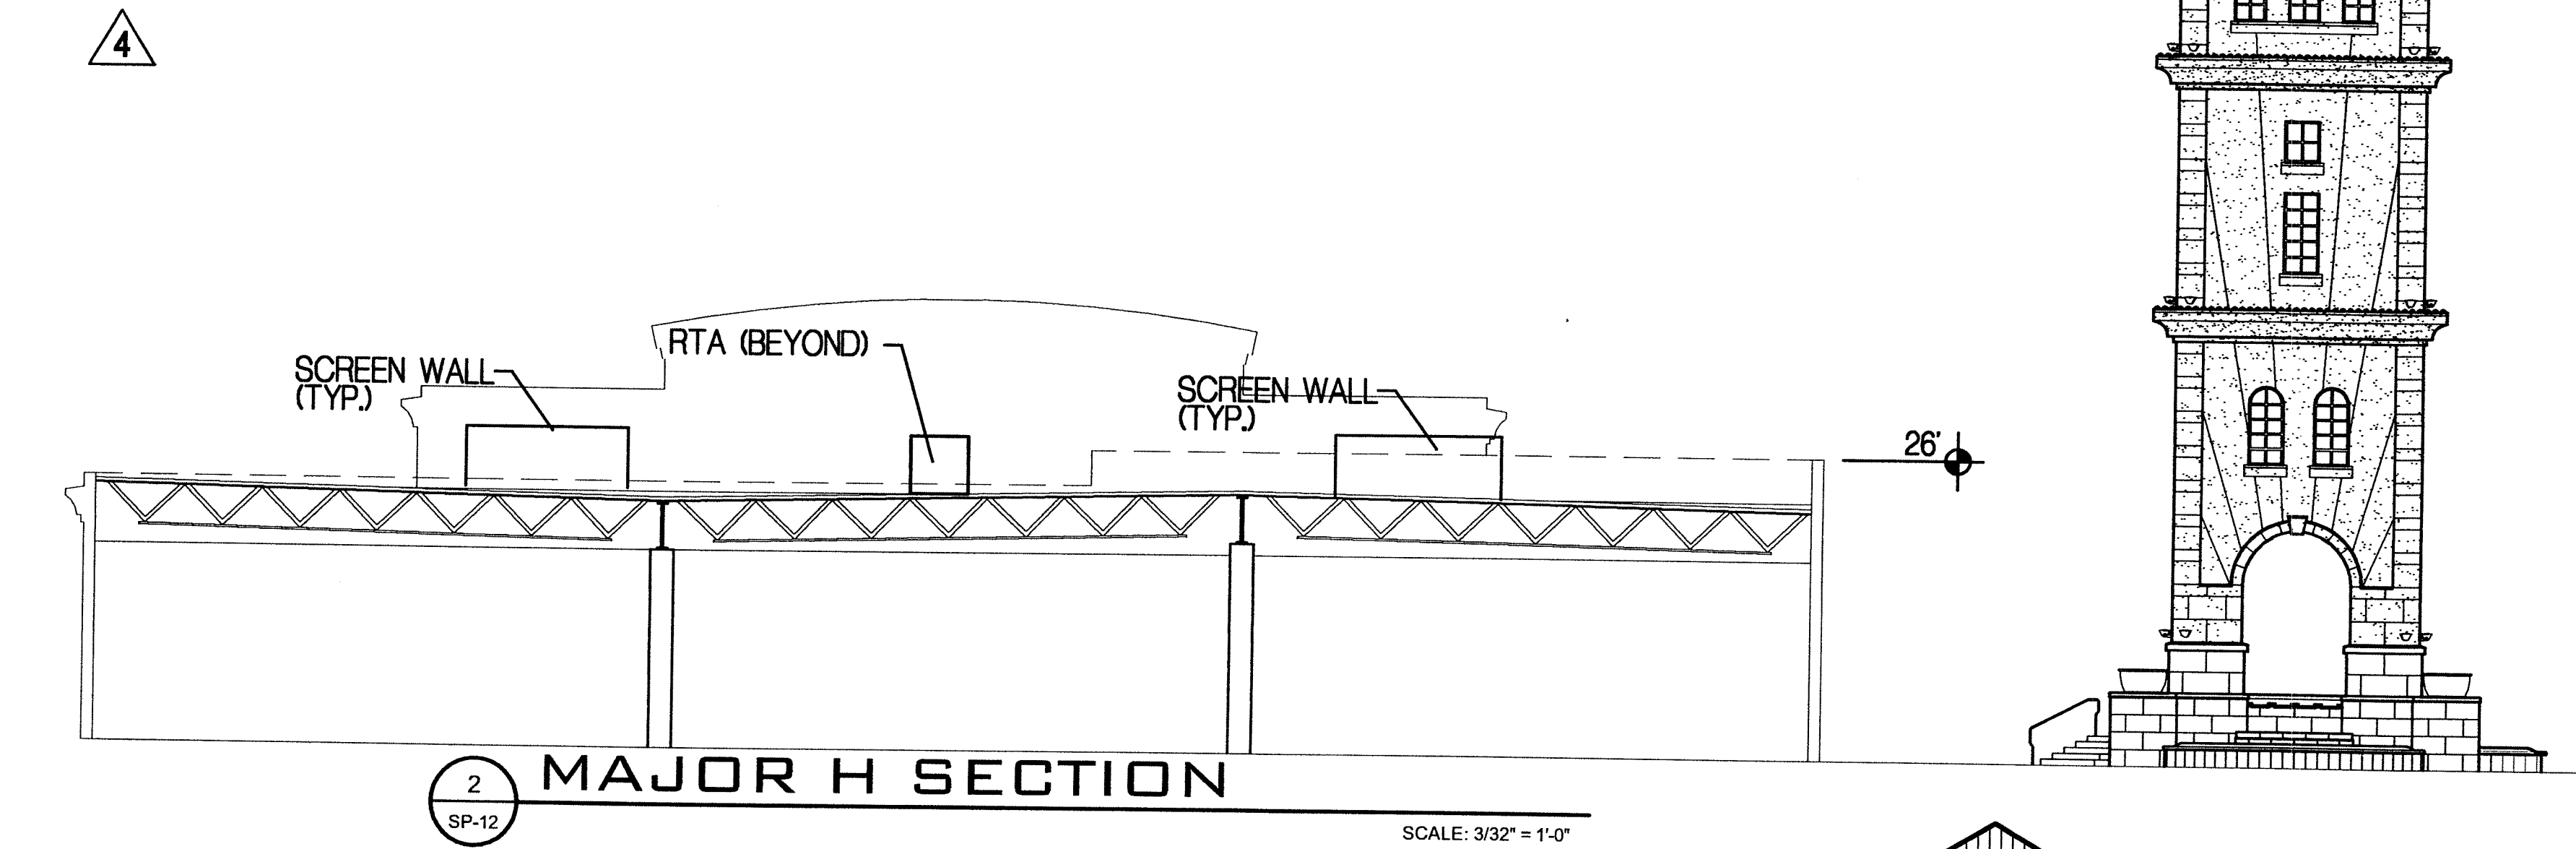 4
RTA (BEYOND)
SCREEN WALL
(TYP.)
SCREEN WALL
(TYP.)
26'
2
SP-12
MAJOR H SECTION
SCALE: 3/32" = 1'-0"